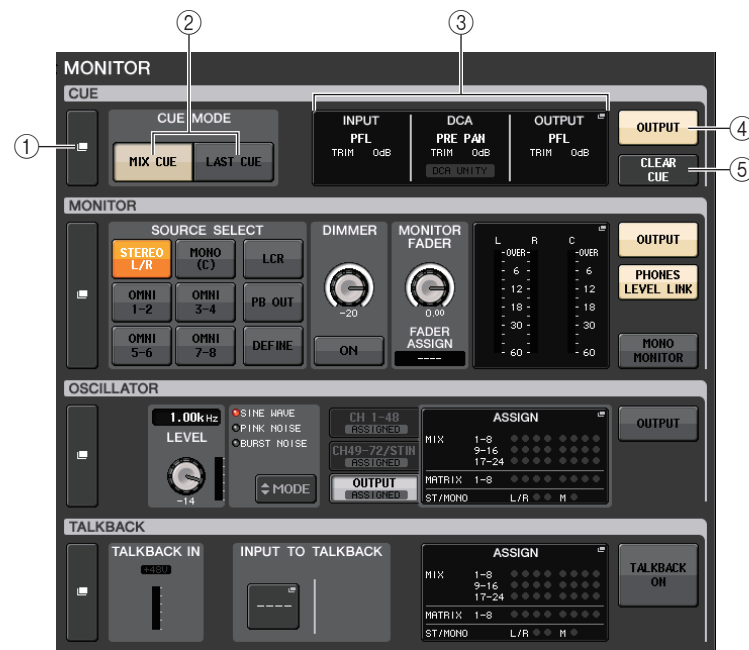 ② ③
MONITOR
CUE
①
CUE MODE
MIX CUE LAST CUE
INPUT DCA OUTPUT
PFL PRE PAN PFL
TRIM 0dB TRIM 0dB TRIM 0dB
DCA UNITY
OUTPUT ④
CLEAR CUE ⑤
MONITOR
SOURCE SELECT
STEREO L/R MONO (C) LCR
OMNI 1-2 OMNI 3-4 PB OUT
OMNI 5-6 OMNI 7-8 DEFINE
DIMMER
-20
ON
MONITOR
FADER
0.00
FADER
ASSIGN
----
L R C
-OVER- -OVER
- 6 - - 6
- 12 - - 12
- 18 - - 18
- 30 - - 30
- 60 - - 60
OUTPUT
PHONES
LEVEL LINK
MONO
MONITOR
OSCILLATOR
1.00kHz
LEVEL
-14
SINE WAVE
PINK NOISE
BURST NOISE
MODE
CH 1-48
ASSIGNED
CH49-72/STIN
ASSIGNED
OUTPUT
ASSIGNED
ASSIGN
MIX 1-8
9-16
17-24
MATRIX 1-8
ST/MONO L/R M
OUTPUT
TALKBACK
TALKBACK IN
+48V
INPUT TO TALKBACK
----
ASSIGN
MIX 1-8
9-16
17-24
MATRIX 1-8
ST/MONO L/R M
TALKBACK
ON